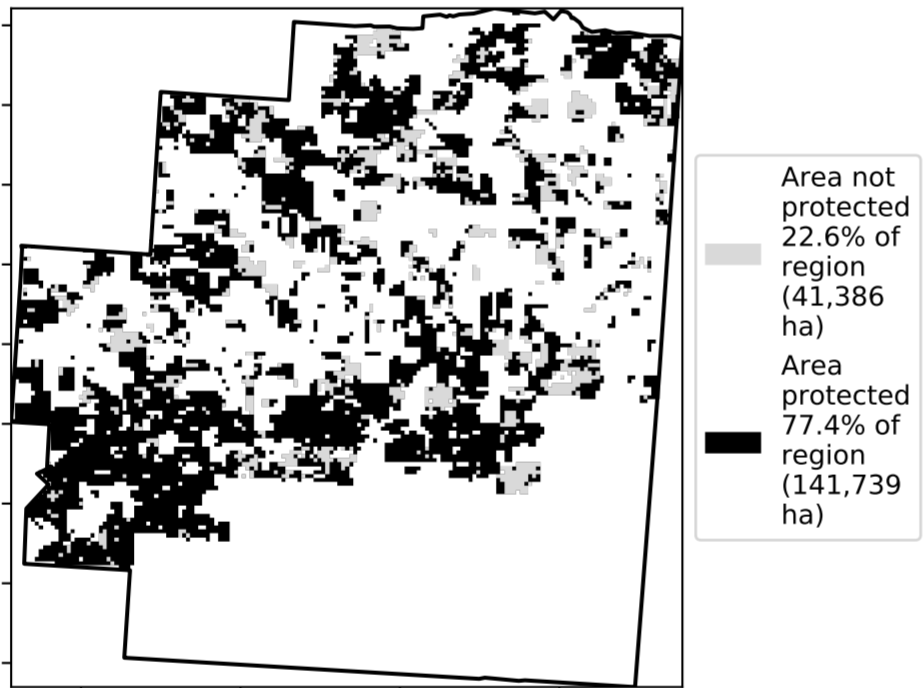 Area not
protected
22.6% of
region
(41,386
ha)
Area
protected
77.4% of
region
(141,739
ha)